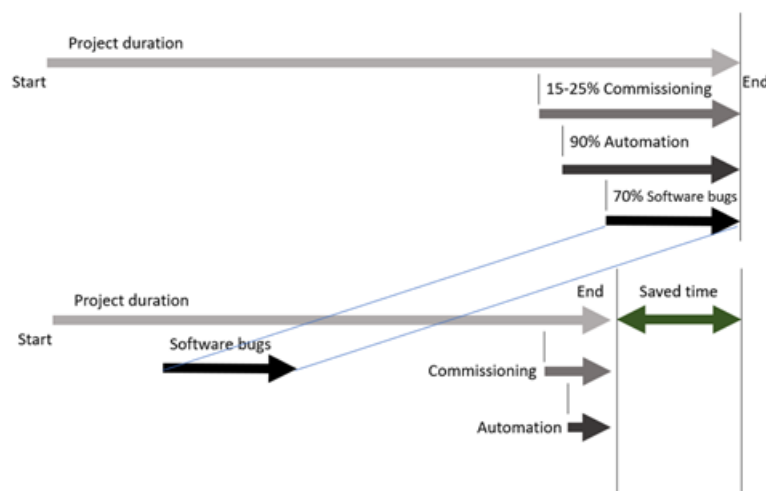 Project duration
Start
End
15-25% Commissioning
90% Automation
70% Software bugs
Project duration
End
Saved time
Start
Software bugs
Commissioning
Automation